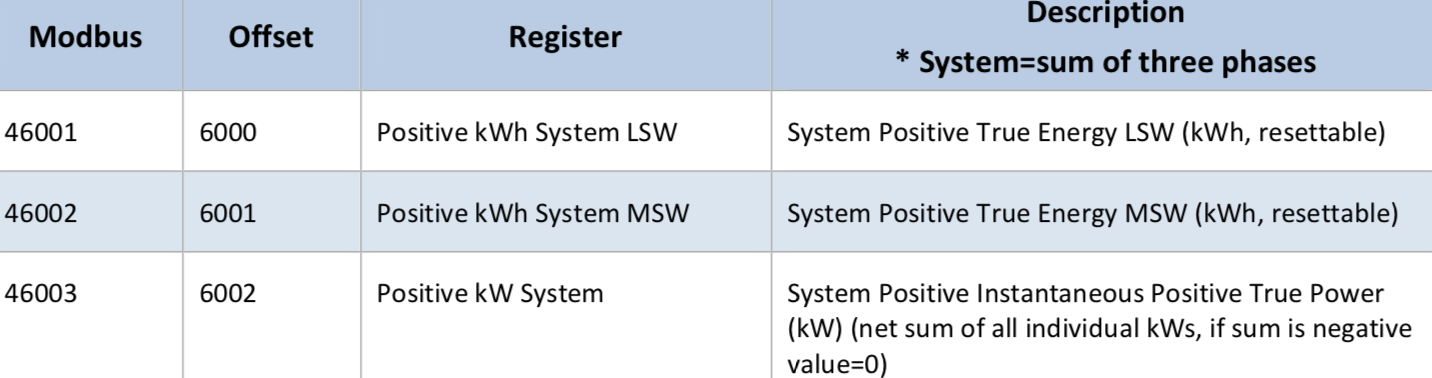 Modbus Offset Register Description
* System=sum of three phases
46001 6000 Positive kWh System LSW System Positive True Energy LSW (kWh, resettable)
46002 6001 Positive kWh System MSW System Positive True Energy MSW (kWh, resettable)
46003 6002 Positive kW System System Positive Instantaneous Positive True Power
(kW) (net sum of all individual kWs, if sum is negative
value=0)